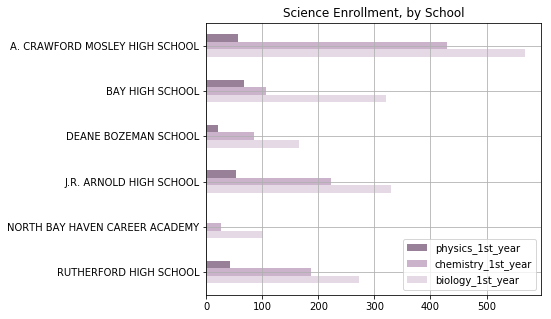 Science Enrollment, by School
A. CRAWFORD MOSLEY HIGH SCHOOL
BAY HIGH SCHOOL
DEANE BOZEMAN SCHOOL
J.R. ARNOLD HIGH SCHOOL
NORTH BAY HAVEN CAREER ACADEMY
RUTHERFORD HIGH SCHOOL
physics_1st_year
chemistry_1st_year
biology_1st_year
0 100 200 300 400 500